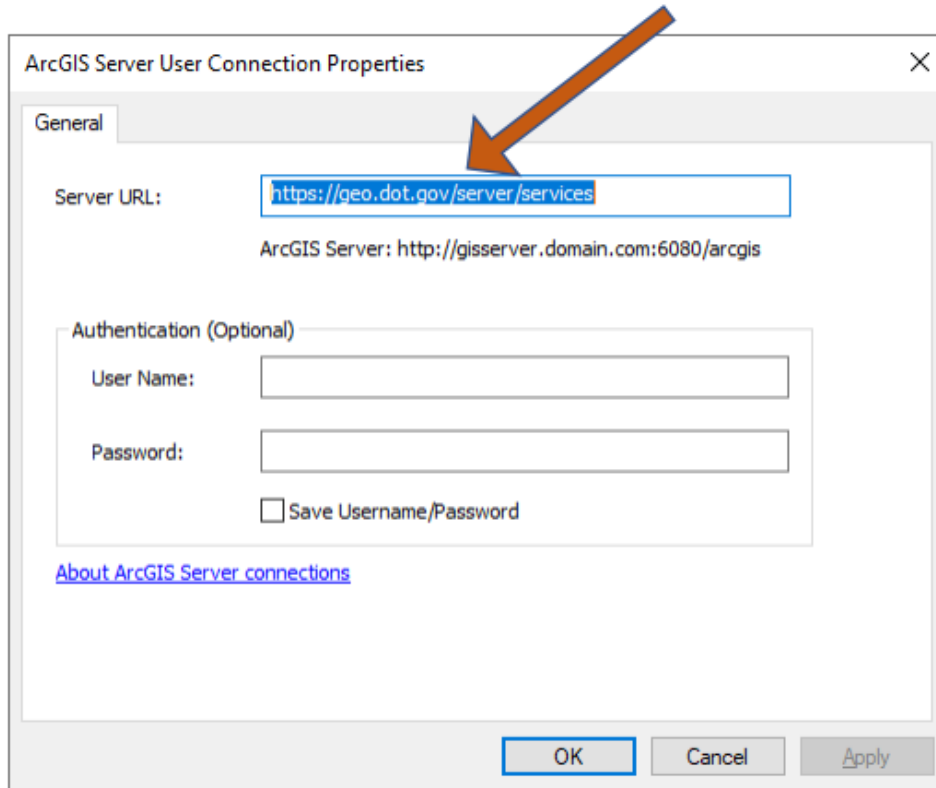 ArcGIS Server User Connection Properties
General
Server URL: https://geo.dot.gov/server/services
ArcGIS Server: http://gisserver.domain.com:6080/arcgis
Authentication (Optional)
User Name:
Password:
Save Username/Password
About ArcGIS Server connections
OK Cancel Apply